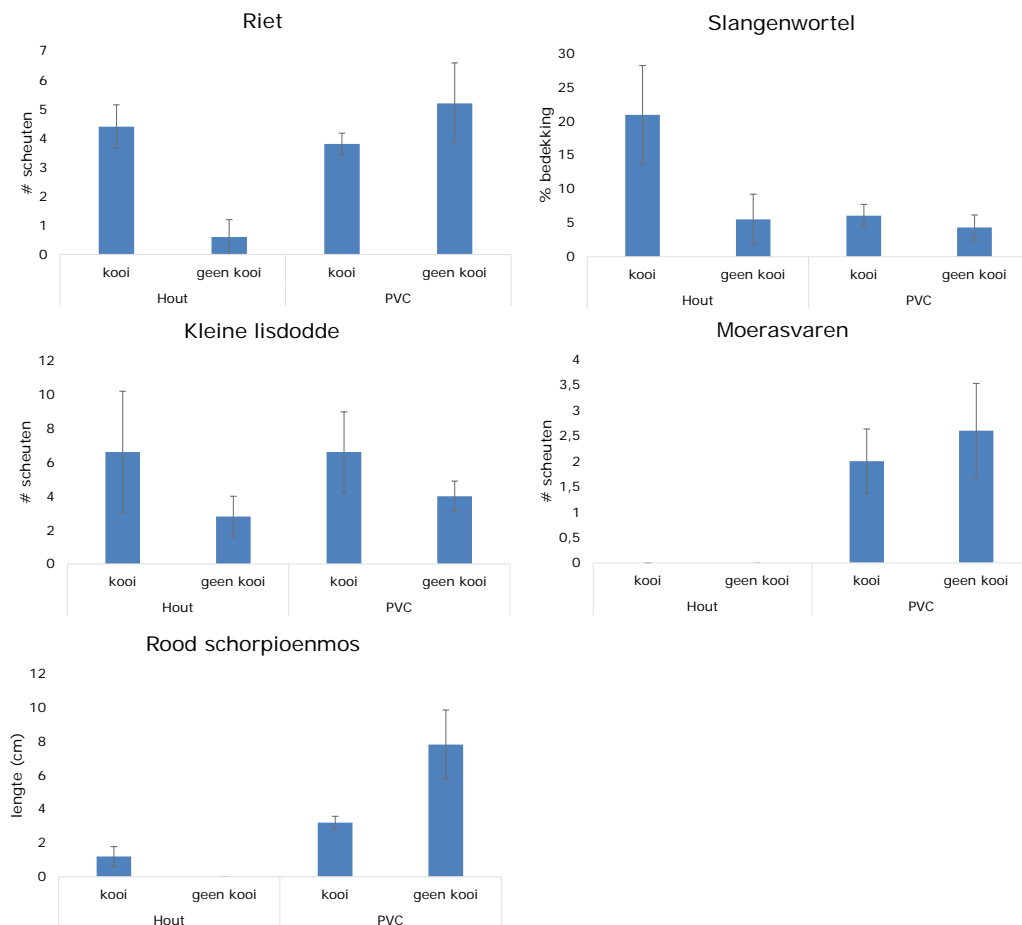 Riet
# scheuten
7
6
5
4
3
2
1
0
kooi geen kooi kooi geen kooi
Hout PVC
Slangenwortel
% bedekking
30
25
20
15
10
5
0
kooi geen kooi kooi geen kooi
Hout PVC
Kleine lisdodde
# scheuten
12
10
8
6
4
2
0
kooi geen kooi kooi geen kooi
Hout PVC
Moerasvaren
# scheuten
4
3,5
3
2,5
2
1,5
1
0,5
0
kooi geen kooi kooi geen kooi
Hout PVC
Rood schorpioenmos
lengte (cm)
12
10
8
6
4
2
0
kooi geen kooi kooi geen kooi
Hout PVC